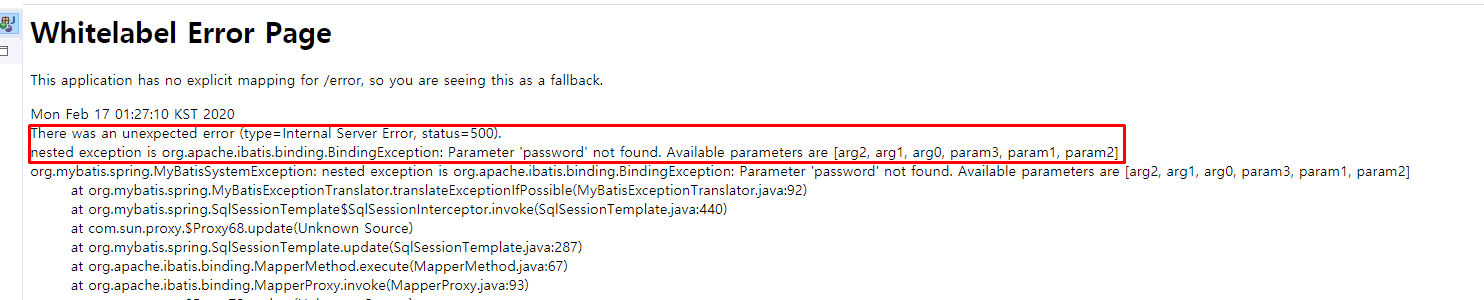 Whitelabel Error Page
This application has no explicit mapping for /error, so you are seeing this as a fallback.
Mon Feb 17 01:27:10 KST 2020
There was an unexpected error (type=Internal Server Error, status=500).
nested exception is org.apache.ibatis.binding.BindingException: Parameter 'password' not found. Available parameters are [arg2, arg1, arg0, param3, param1, param2]
org.mybatis.spring.MyBatisSystemException: nested exception is org.apache.ibatis.binding.BindingException: Parameter 'password' not found. Available parameters are [arg2, arg1, arg0, param3, param1, param2]
at org.mybatis.spring.MyBatisExceptionTranslator.translateExceptionIfPossible(MyBatisExceptionTranslator.java:92)
at org.mybatis.spring.SqlSessionTemplate$SqlSessionInterceptor.invoke(SqlSessionTemplate.java:440)
at com.sun.proxy.$Proxy68.update(Unknown Source)
at org.mybatis.spring.SqlSessionTemplate.update(SqlSessionTemplate.java:287)
at org.apache.ibatis.binding.MapperMethod.execute(MapperMethod.java:67)
at org.apache.ibatis.binding.MapperProxy.invoke(MapperProxy.java:93)